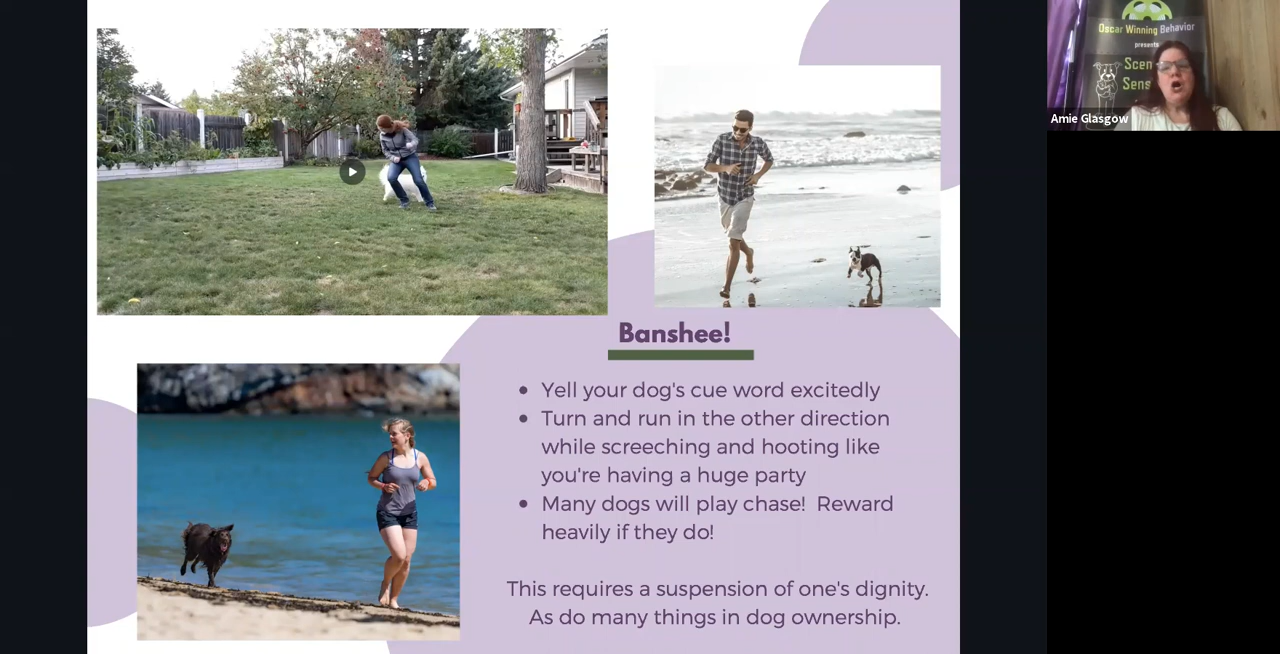 Banshee!
Yell your dog's cue word excitedly
Turn and run in the other direction
while screeching and hooting like
you're having a huge party
Many dogs will play chase!  Reward
heavily if they do!
This requires a suspension of one's dignity.
As do many things in dog ownership.
Oscar Winning Behavior
presents
Scen
Sens
Amie Glasgow